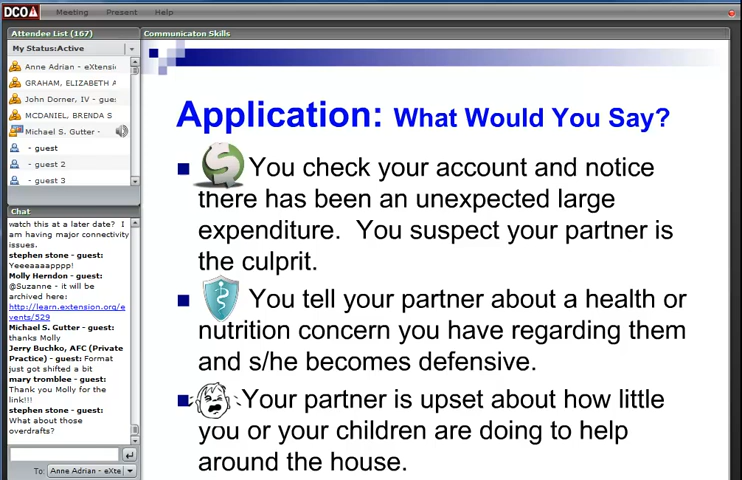 DCO Meeting Present Help
Attendee List (167)
My Status:Active
Anne Adrian - eXtensi
GRAHAM, ELIZABETH A
John Dorner, IV - gue
MCDANIEL, BRENDA S
Michael S. Gutter -
- guest
- guest 2
- guest 3
Chat
watch this at a later date? I
am having major connectivity
issues.
stephen stone - guest:
Yeeeaaaapppp!
Molly Herndon - guest:
@Suzanne - it will be
archived here:
http://learn.extension.org/e
vents/529
Michael S. Gutter - guest:
thanks Molly
Jerry Buchko, AFC (Private
Practice) - guest: Format
just got shifted a bit
mary tromblee - guest:
Thank you Molly for the
link!!!
stephen stone - guest:
What about those
overdrafts?
To: Anne Adrian - eXte
Communicaton Skills
Application: What Would You Say?
You check your account and notice
there has been an unexpected large
expenditure. You suspect your partner is
the culprit.
You tell your partner about a health or
nutrition concern you have regarding them
and s/he becomes defensive.
Your partner is upset about how little
you or your children are doing to help
around the house.